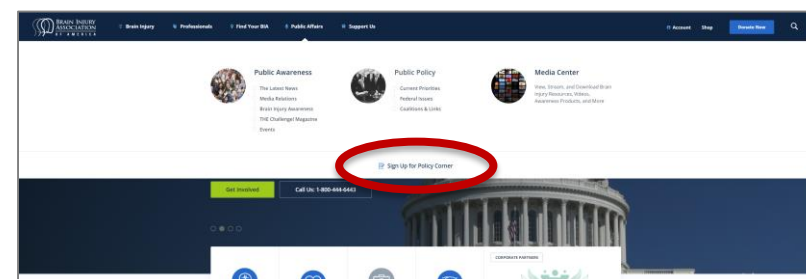 BRAIN INJURY
ASSOCIATION
OF AMERICA
Brain Injury
Professionals
Find Your BIA
Public Affairs
Support Us
Account
Shop
Donate Now
Public Awareness
The Latest News
Media Relations
Brain Injury Awareness
THE Challenge! Magazine
Events
Public Policy
Current Priorities
Federal Issues
Coalitions & Links
Media Center
View, Stream, and Download Brain
Injury Resources, Videos,
Awareness Products, and More
Sign Up for Policy Corner
Get Involved
Call Us: 1-800-444-6443
CORPORATE PARTNERS